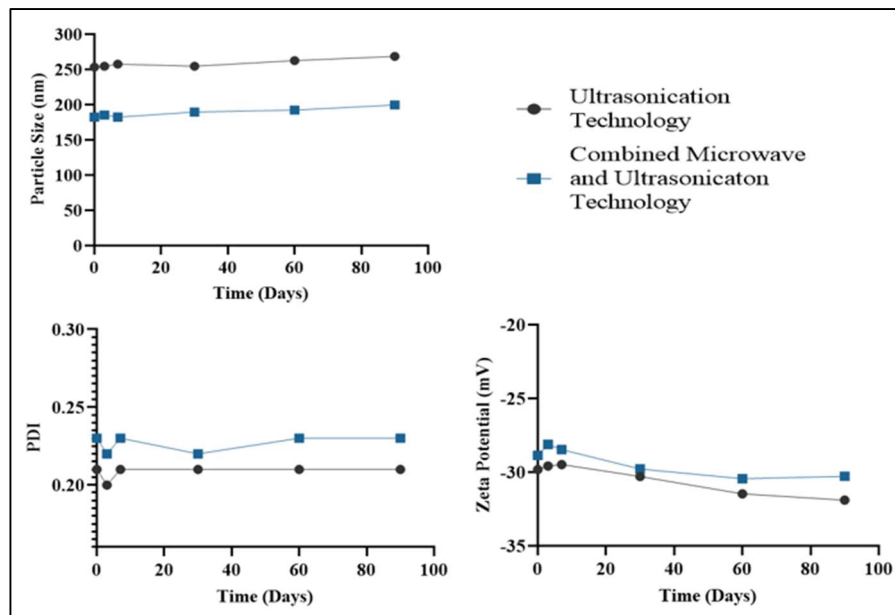 300
250
200
150
100
50
0
Particle Size (nm)
0 20 40 60 80 100
Time (Days)
Ultrasonication
Technology
Combined Microwave
and Ultrasonicaton
Technology
0.30
0.25
0.20
PDI
0 20 40 60 80 100
Time (Days)
-20
-25
-30
-35
Zeta Potential (mV)
0 20 40 60 80 100
Time (Days)